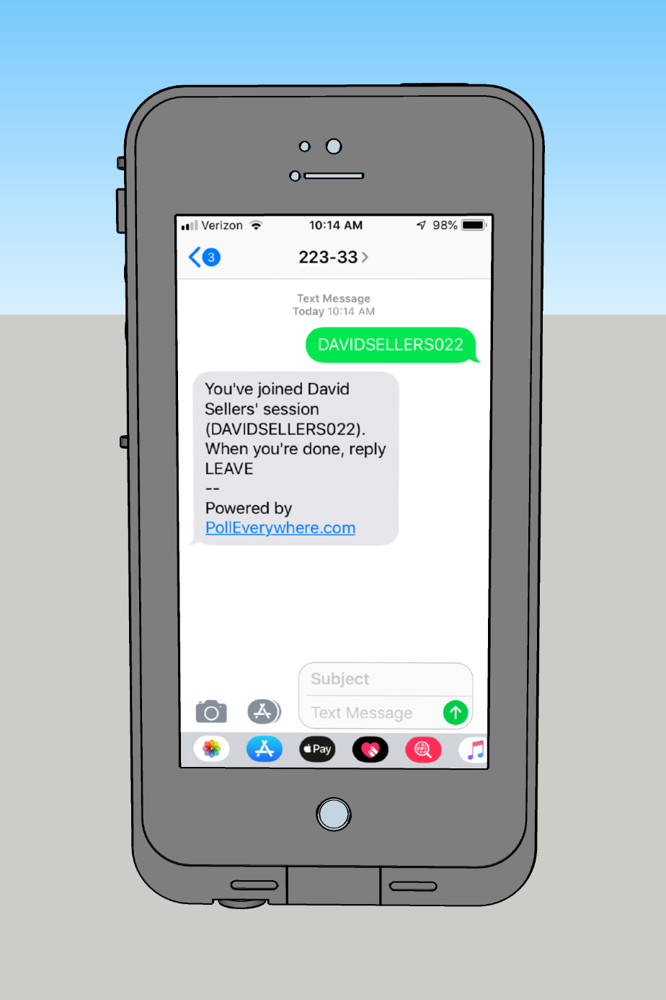 Verizon 10:14 AM 98%
3 223-33
Text Message
Today 10:14 AM
DAVIDSELLERS022
You've joined David
Sellers' session
(DAVIDSELLERS022).
When you're done, reply
LEAVE
--
Powered by
PollEverywhere.com
Subject
Text Message
Pay